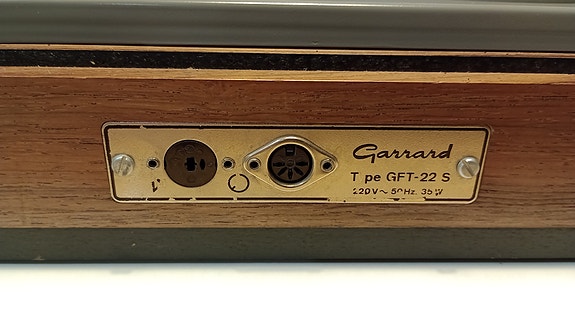 Garrard
T pe GFT-22 S
220V~ 50Hz. 35W